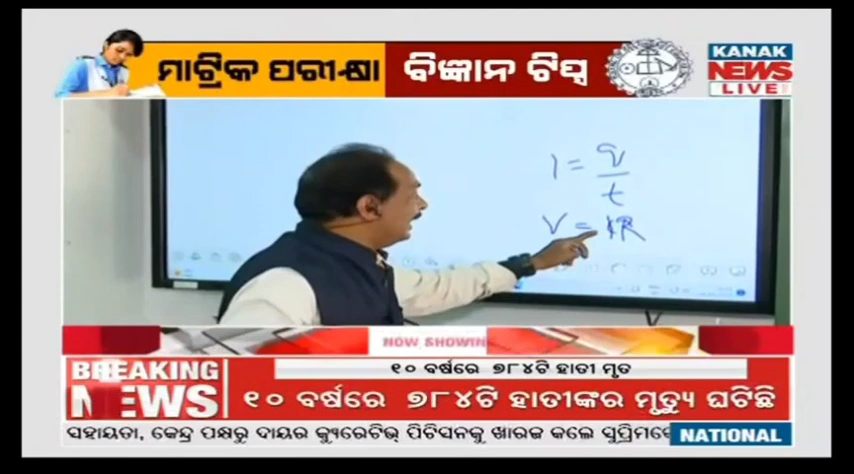 ମାଟ୍ରିକ ପରୀକ୍ଷା ବିଜ୍ଞାନ ଟିପ୍ସ
KANAK
NEWS
LIVE
I = q/t
V = IR
NOW SHOWIN
BREAKING
NEWS
୧୦ ବର୍ଷରେ ୭୮୪ଟି ହାତୀ ମୃତ
୧୦ ବର୍ଷରେ ୭୮୪ଟି ହାତୀଙ୍କର ମୃତ୍ୟୁ ଘଟିଛି
ସହାୟତା, କେନ୍ଦ୍ର ପକ୍ଷରୁ ଦାୟର କ୍ୟୁରେଟିଭ୍ ପିଟିସନକୁ ଖାରଜ କଲେ ସୁପ୍ରିମ
NATIONAL